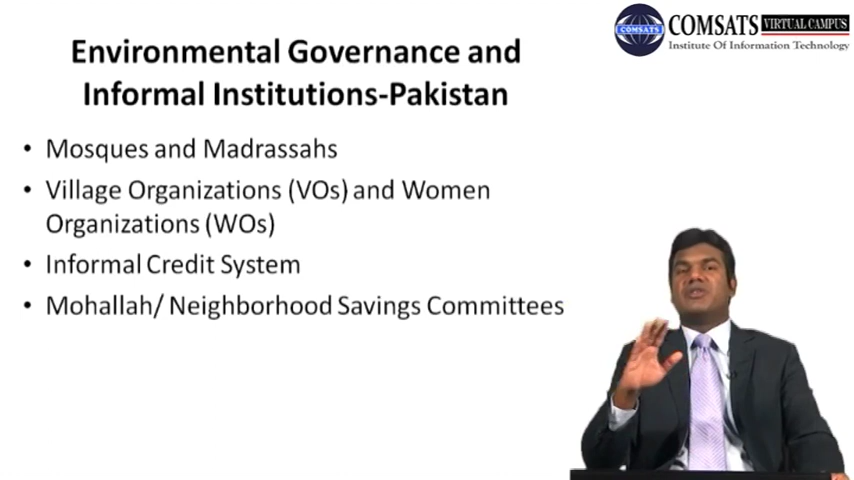 COMSATS
COMSATS VIRTUAL CAMPUS
Institute Of Information Technology
Environmental Governance and
Informal Institutions-Pakistan
• Mosques and Madrassahs
• Village Organizations (VOs) and Women
Organizations (WOs)
• Informal Credit System
• Mohallah/ Neighborhood Savings Committees